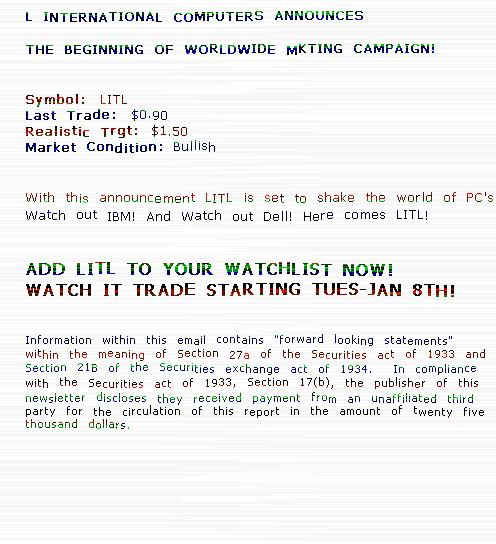 L INTERNATIONAL COMPUTERS ANNOUNCES
THE BEGINNING OF WORLDWIDE MKTING CAMPAIGN!
Symbol: LITL
Last Trade: $0.90
Realistic Trgt: $1.50
Market Condition: Bullish
With this announcement LITL is set to shake the world of PC's
Watch out IBM! And Watch out Dell! Here comes LITL!
ADD LITL TO YOUR WATCHLIST NOW!
WATCH IT TRADE STARTING TUES-JAN 8TH!
Information within this email contains "forward looking statements"
within the meaning of Section 27a of the Securities act of 1933 and
Section 21B of the Securities exchange act of 1934. In compliance
with the Securities act of 1933, Section 17(b), the publisher of this
newsletter discloses they received payment from an unaffiliated third
party for the circulation of this report in the amount of twenty five
thousand dollars.